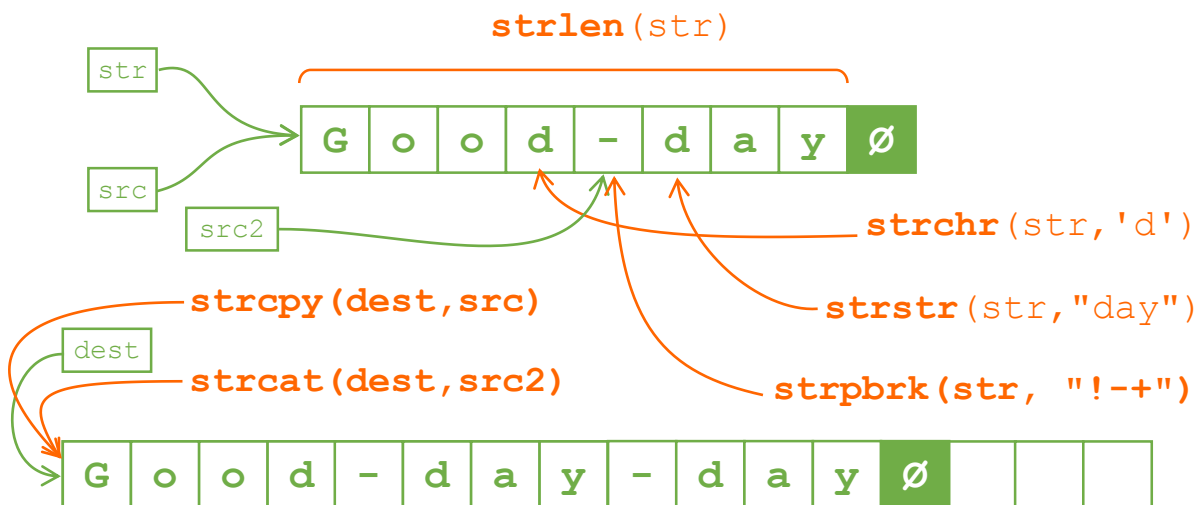 strlen(str)
str
G o o d - d a y Ø
src
src2
strchr(str,'d')
strcpy(dest,src)
strstr(str,"day")
dest
strcat(dest,src2)
strpbrk(str, "!-+")
G o o d - d a y - d a y Ø